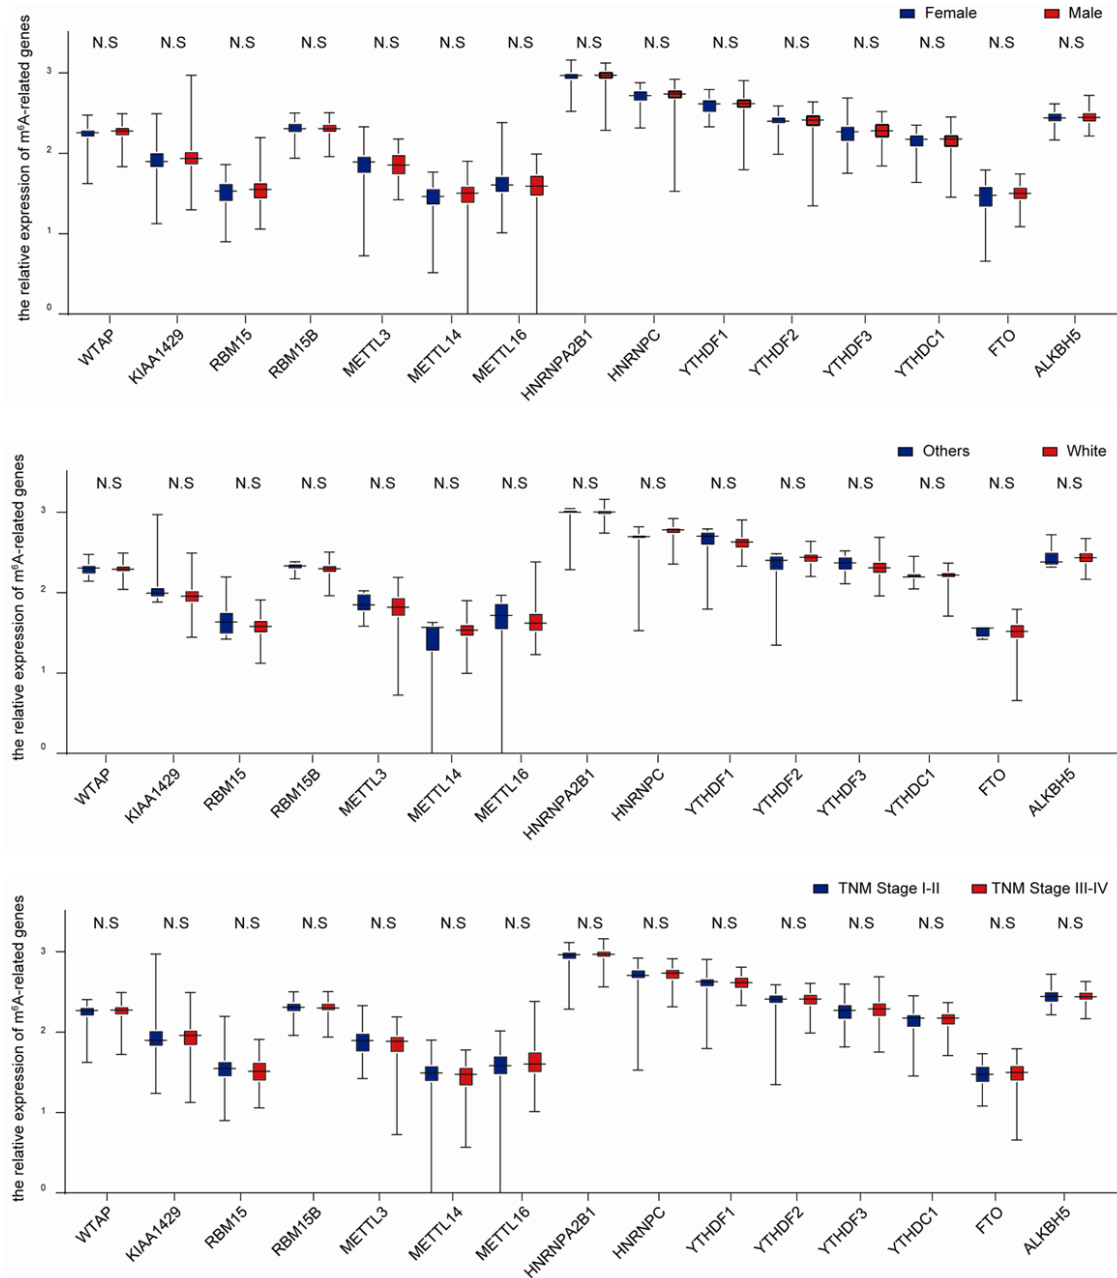 Female Male
N.S N.S N.S N.S N.S N.S N.S N.S N.S N.S N.S N.S N.S N.S N.S
the relative expression of m⁶A-related genes
3
2
1
0
WTAP KIAA1429 RBM15 RBM15B METTL3 METTL14 METTL16 HNRNPA2B1 HNRNPC YTHDF1 YTHDF2 YTHDF3 YTHDC1 FTO ALKBH5
Others White
N.S N.S N.S N.S N.S N.S N.S N.S N.S N.S N.S N.S N.S N.S N.S
the relative expression of m⁶A-related genes
3
2
1
0
WTAP KIAA1429 RBM15 RBM15B METTL3 METTL14 METTL16 HNRNPA2B1 HNRNPC YTHDF1 YTHDF2 YTHDF3 YTHDC1 FTO ALKBH5
TNM Stage I-II TNM Stage III-IV
N.S N.S N.S N.S N.S N.S N.S N.S N.S N.S N.S N.S N.S N.S N.S
the relative expression of m⁶A-related genes
3
2
1
0
WTAP KIAA1429 RBM15 RBM15B METTL3 METTL14 METTL16 HNRNPA2B1 HNRNPC YTHDF1 YTHDF2 YTHDF3 YTHDC1 FTO ALKBH5